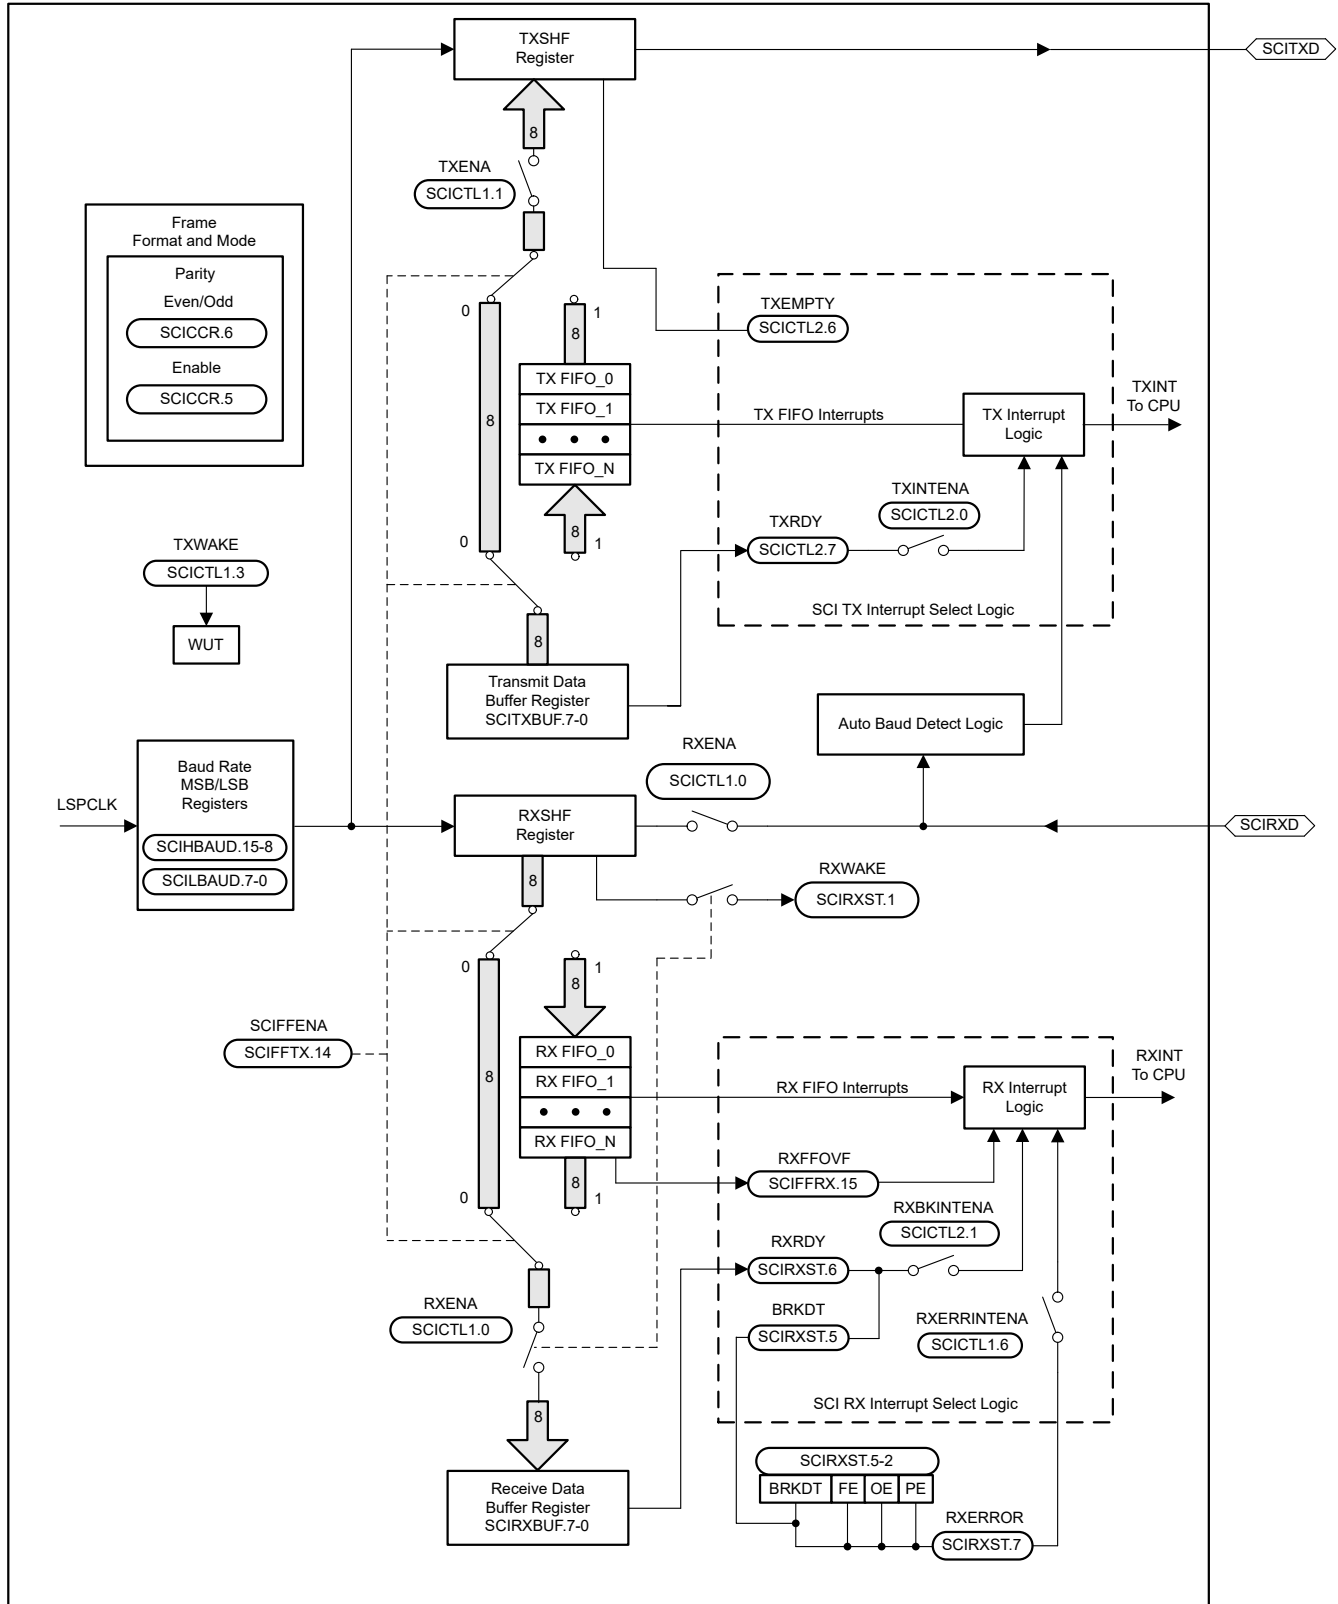 TXSHF
Register
SCITXD
8
TXENA
SCICTL1.1
Frame
Format and Mode
Parity
Even/Odd
SCICCR.6
Enable
SCICCR.5
0
1
8
TXEMPTY
SCICTL2.6
TX FIFO_0
TX FIFO_1
• • •
TX FIFO_N
8
TX FIFO Interrupts
TX Interrupt
Logic
TXINT
To CPU
TXINTENA
SCICTL2.0
TXRDY
SCICTL2.7
0
8
1
SCI TX Interrupt Select Logic
TXWAKE
SCICTL1.3
WUT
8
Transmit Data
Buffer Register
SCITXBUF.7-0
Auto Baud Detect Logic
RXENA
SCICTL1.0
Baud Rate
MSB/LSB
Registers
SCIHBAUD.15-8
SCILBAUD.7-0
LSPCLK
RXSHF
Register
SCIRXD
8
RXWAKE
SCIRXST.1
0
1
8
SCIFFENA
SCIFFTX.14
RX FIFO_0
RX FIFO_1
• • •
RX FIFO_N
8
RX FIFO Interrupts
RX Interrupt
Logic
RXINT
To CPU
RXFFOVF
SCIFFRX.15
0
8
1
RXBKINTENA
SCICTL2.1
RXRDY
SCIRXST.6
BRKDT
SCIRXST.5
RXERRINTENA
SCICTL1.6
RXENA
SCICTL1.0
SCI RX Interrupt Select Logic
8
SCIRXST.5-2
BRKDT FE OE PE
Receive Data
Buffer Register
SCIRXBUF.7-0
RXERROR
SCIRXST.7